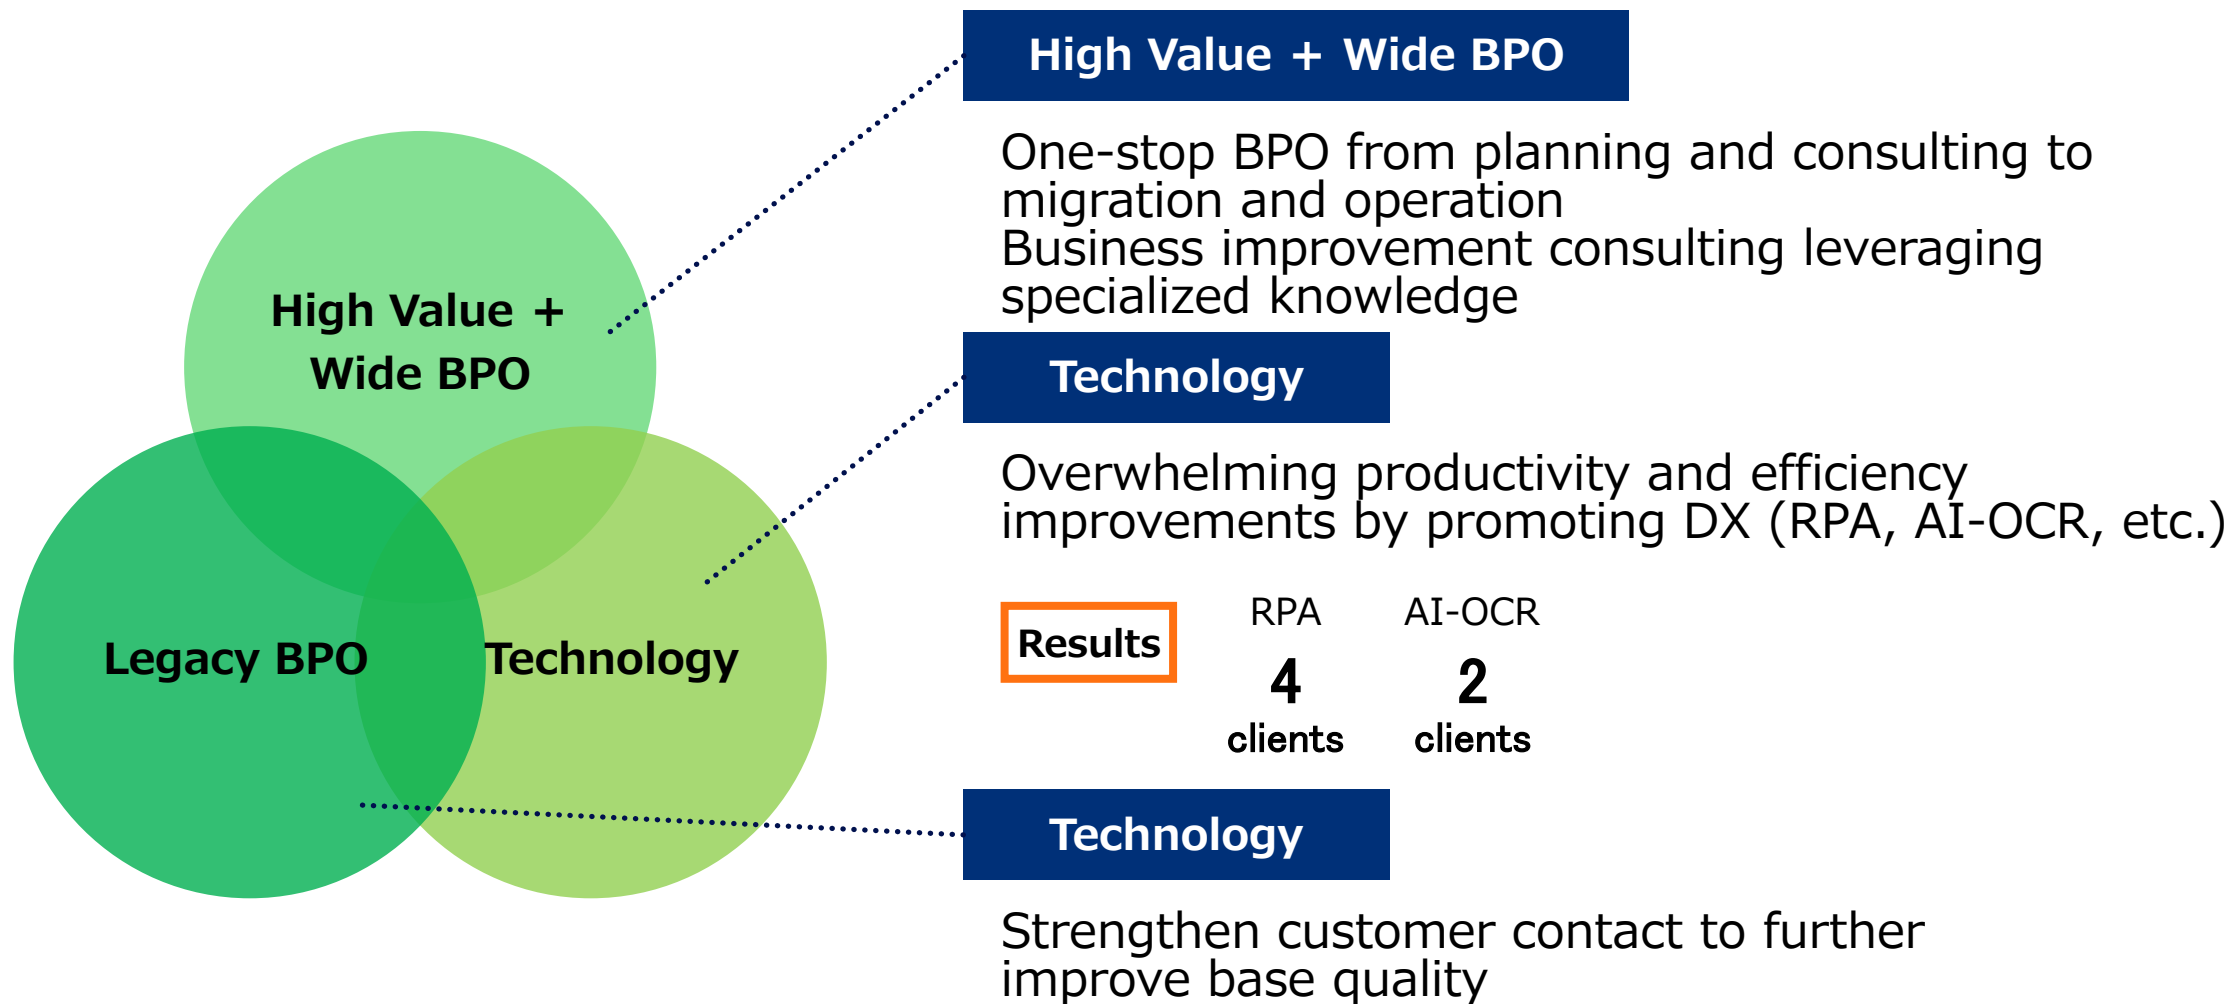 High Value +
Wide BPO
Legacy BPO
Technology
High Value + Wide BPO
One-stop BPO from planning and consulting to
migration and operation
Business improvement consulting leveraging
specialized knowledge
Technology
Overwhelming productivity and efficiency
improvements by promoting DX (RPA, AI-OCR, etc.)
Results
RPA
4
clients
AI-OCR
2
clients
Technology
Strengthen customer contact to further
improve base quality